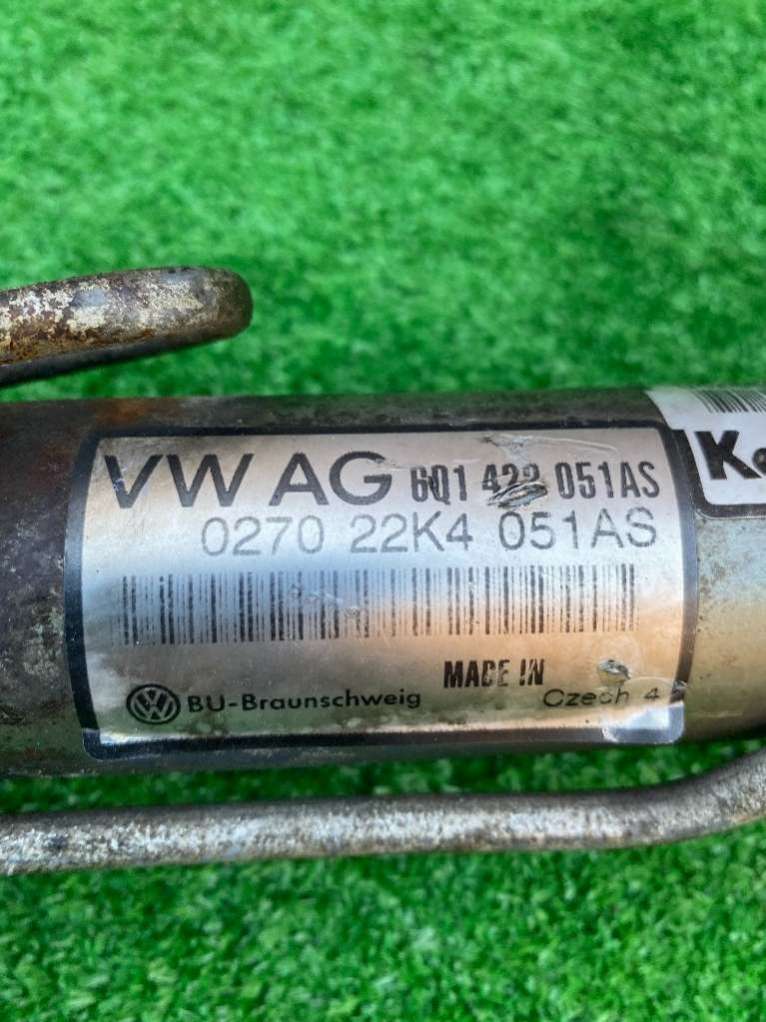 VW AG 6Q1 422 051AS
0270 22K4 051AS
MADE IN
BU-Braunschweig Czech 4